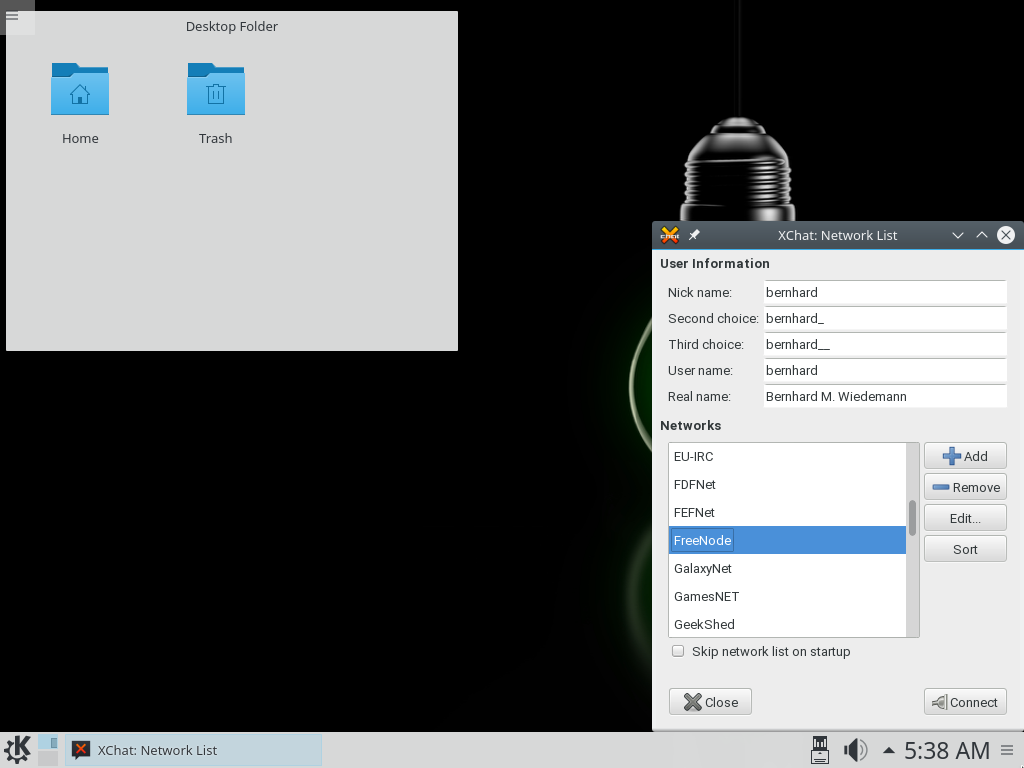 Desktop Folder
Home
Trash
XChat: Network List
User Information
Nick name: bernhard
Second choice: bernhard_
Third choice: bernhard__
User name: bernhard
Real name: Bernhard M. Wiedemann
Networks
EU-IRC
Add
FDFNet
Remove
FEFNet
Edit...
FreeNode
Sort
GalaxyNet
GamesNET
GeekShed
Skip network list on startup
Close
Connect
XChat: Network List
5:38 AM